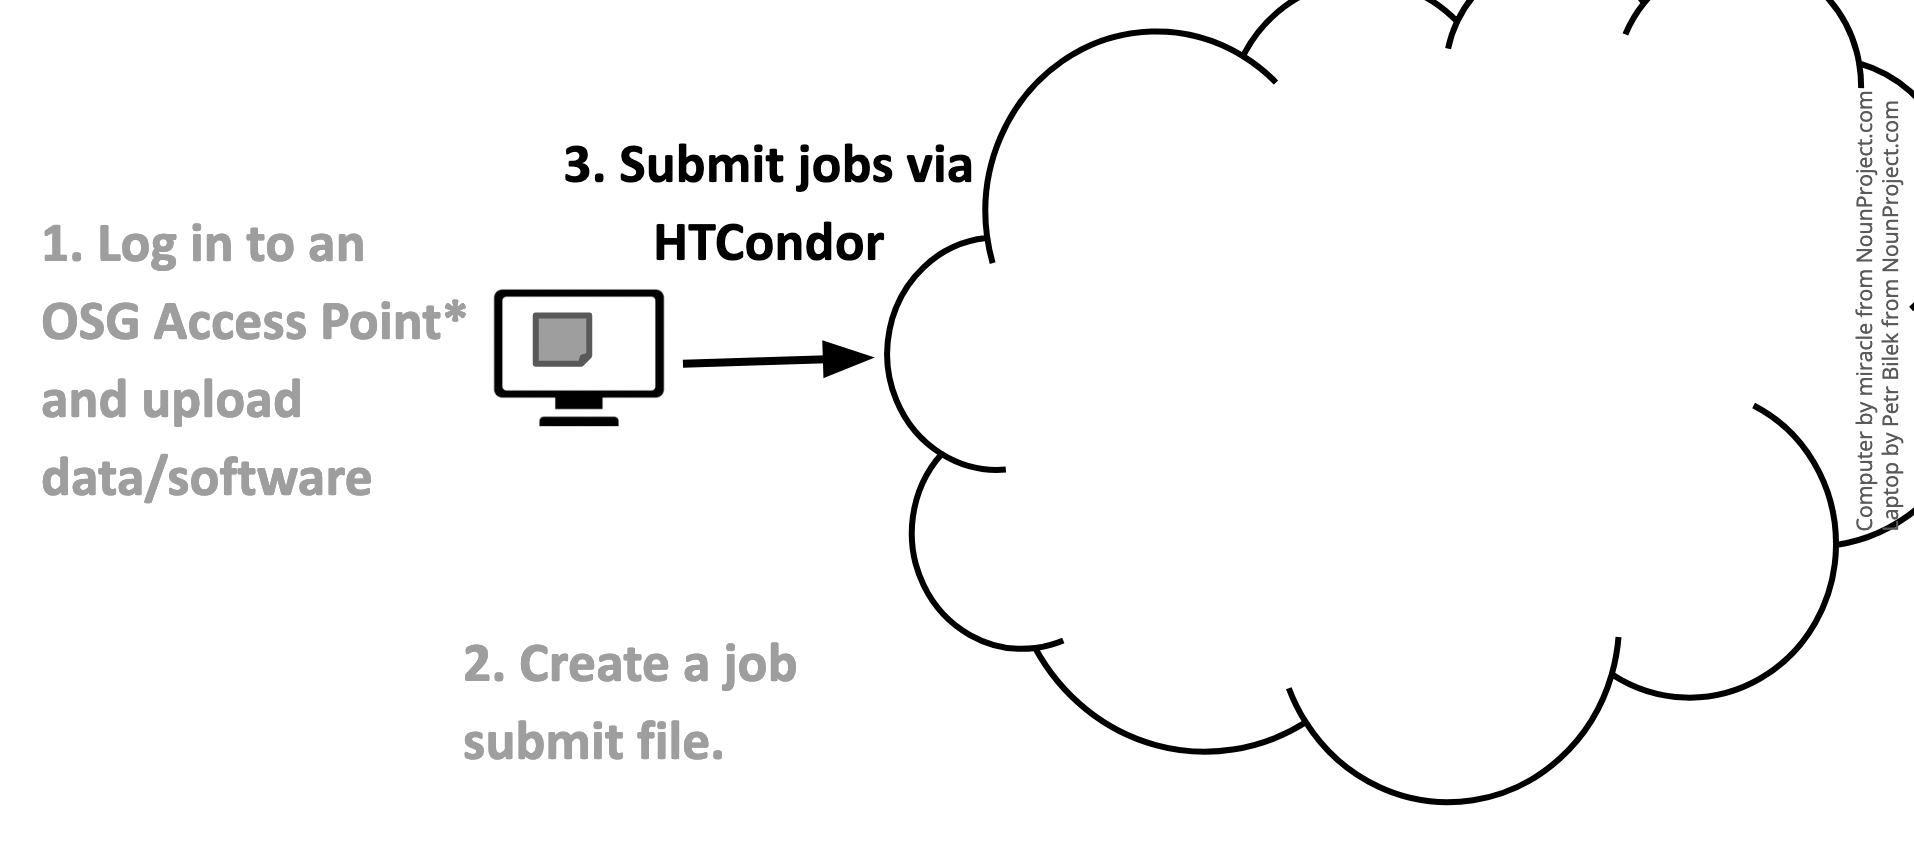 1. Log in to an
OSG Access Point*
and upload
data/software
2. Create a job
submit file.
3. Submit jobs via
HTCondor
Computer by miracle from NounProject.com
Laptop by Petr Bilek from NounProject.com